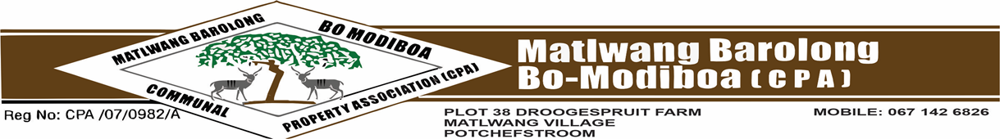 MATLWANG BAROLONG
BO MODIBOA
COMMUNAL
PROPERTY ASSOCIATION (CPA)
Matlwang Barolong
Bo-Modiboa (CPA)
Reg No: CPA /07/0982/A
PLOT 38 DROOGESPRUIT FARM
MATLWANG VILLAGE
POTCHEFSTROOM
MOBILE: 067 142 6826